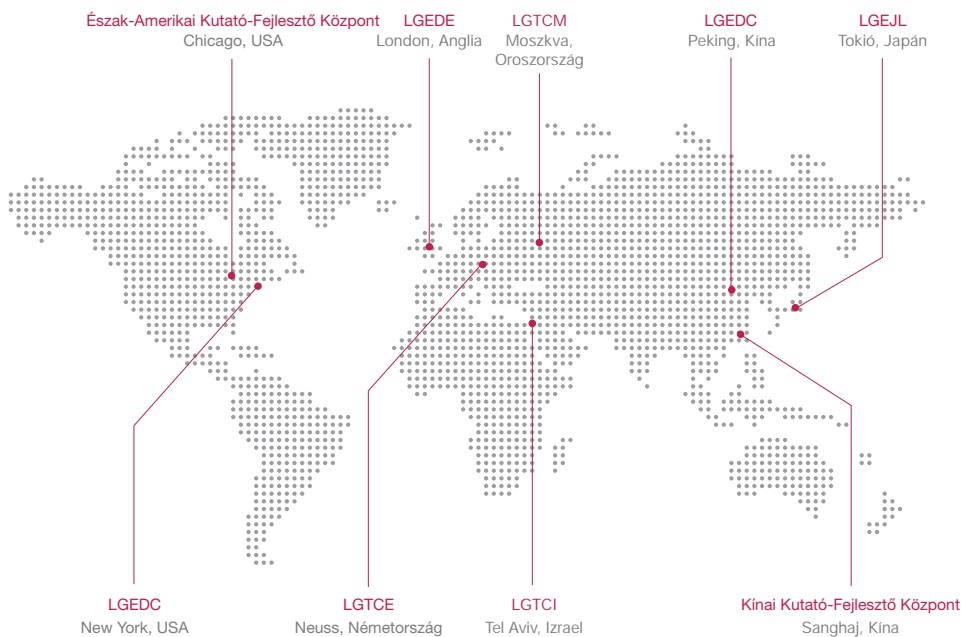 Észak-Amerikai Kutató-Fejlesztő Központ
Chicago, USA
LGEDE
London, Anglia
LGTCM
Moszkva,
Oroszország
LGEDC
Peking, Kína
LGEJL
Tokió, Japán
LGEDC
New York, USA
LGTCE
Neuss, Németország
LGTCI
Tel Aviv, Izrael
Kínai Kutató-Fejlesztő Központ
Sanghaj, Kína